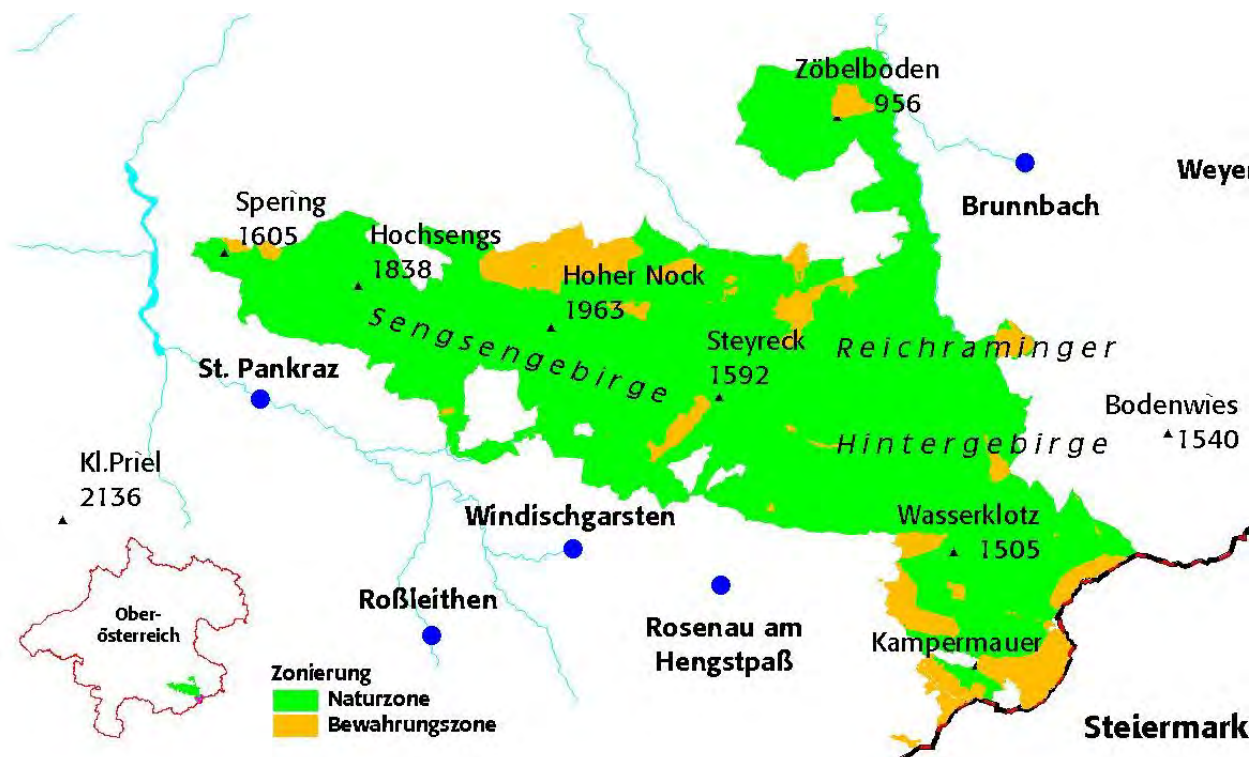 Zöbelboden
956
Weyer
Brunnbach
Spering
1605
Hochsengs
1838
Hoher Nock
1963
Sengsengebirge
Steyreck
1592
Reichraminger
St. Pankraz
Bodenwies
1540
Hintergebirge
Kl.Priel
2136
Windischgarsten
Wasserklotz
1505
Roßleithen
Rosenau am
Hengstpaß
Kampermauer
Ober-
österreich
Zonierung
Naturzone
Bewahrungszone
Steiermark